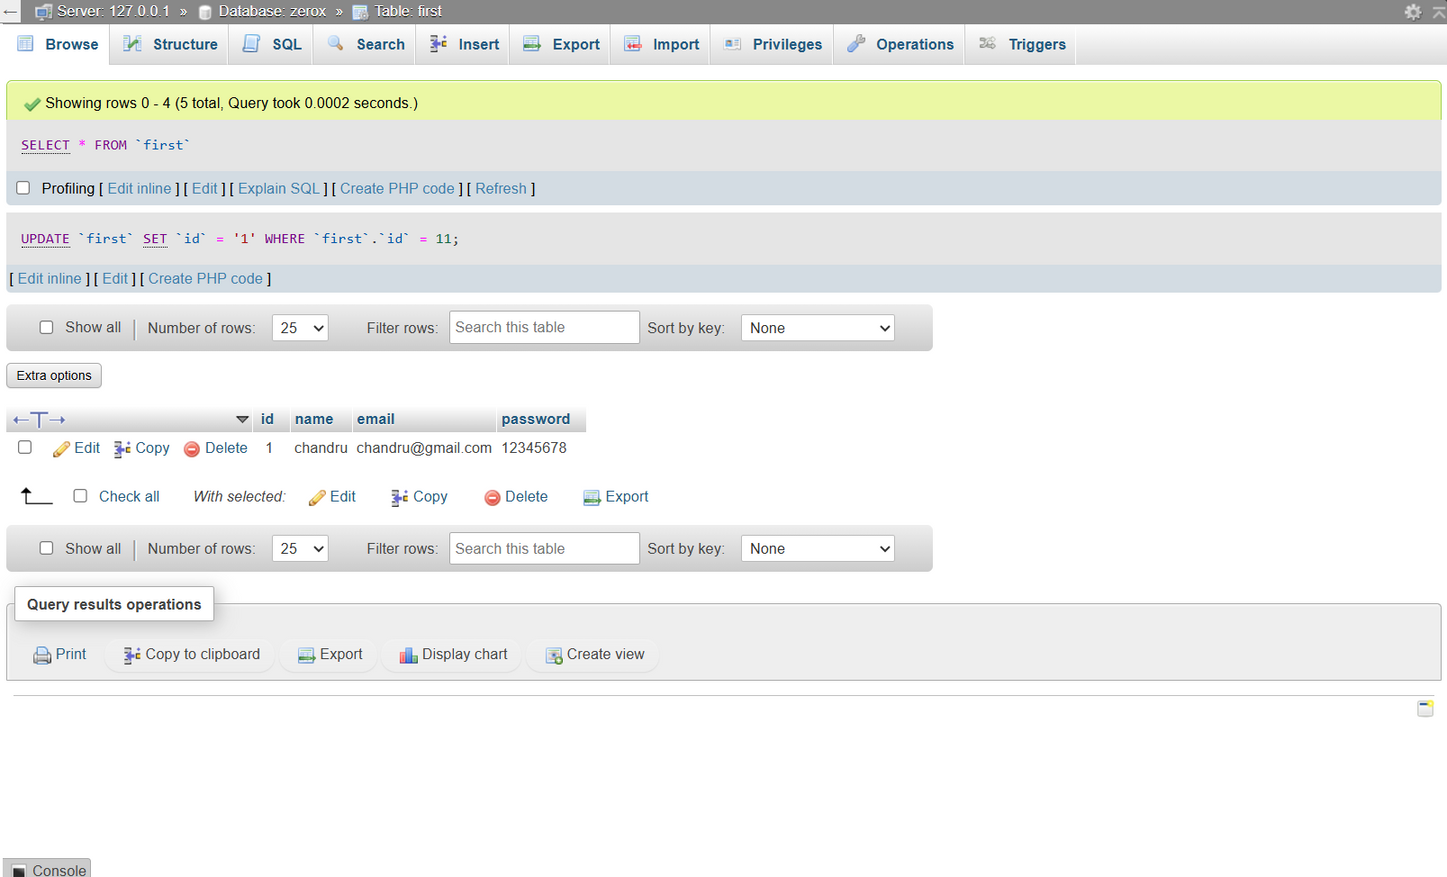 Server: 127.0.0.1 » Database: zerox » Table: first
Browse Structure SQL Search Insert Export Import Privileges Operations Triggers
Showing rows 0 - 4 (5 total, Query took 0.0002 seconds.)
SELECT * FROM `first`
Profiling [ Edit inline ] [ Edit ] [ Explain SQL ] [ Create PHP code ] [ Refresh ]
UPDATE `first` SET `id` = '1' WHERE `first`.`id` = 11;
[ Edit inline ] [ Edit ] [ Create PHP code ]
Show all | Number of rows: 25 Filter rows: Search this table Sort by key: None
Extra options
←T→ id name email password
Edit Copy Delete 1 chandru chandru@gmail.com 12345678
Check all With selected: Edit Copy Delete Export
Show all | Number of rows: 25 Filter rows: Search this table Sort by key: None
Query results operations
Print Copy to clipboard Export Display chart Create view
Console